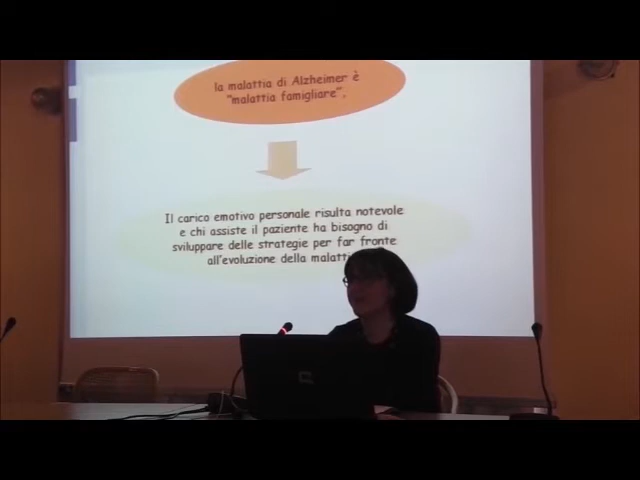 la malattia di Alzheimer è
"malattia famigliare".
Il carico emotivo personale risulta notevole
e chi assiste il paziente ha bisogno di
sviluppare delle strategie per far fronte
all'evoluzione della malatti